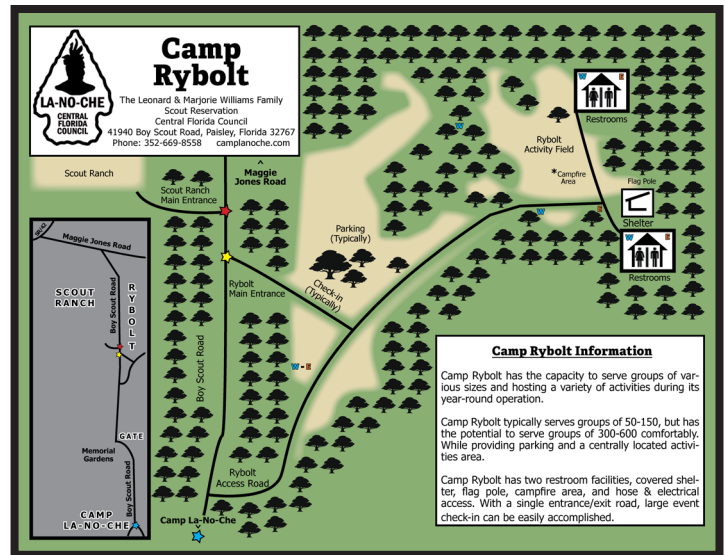 Camp
Rybolt
LA-NO-CHE
CENTRAL
FLORIDA
COUNCIL
The Leonard & Marjorie Williams Family
Scout Reservation
Central Florida Council
41940 Boy Scout Road, Paisley, Florida 32767
Phone: 352-669-8558 camplanoche.com
W E
Restrooms
Rybolt
Activity Field
*Campfire
Area
Flag Pole
Shelter
W E
Restrooms
W
W
E
^
Maggie
Jones Road
Scout Ranch
Scout Ranch
Main Entrance
Parking
(Typically)
Check-in
(Typically)
Rybolt
Main Entrance
Boy Scout Road
W - E
Rybolt
Access Road
Camp La-No-Che
SR/42
Maggie Jones Road
SCOUT
RANCH
Boy Scout Road
RYBOLT
GATE
Memorial
Gardens
Boy Scout Road
CAMP
LA-NO-CHE
Camp Rybolt Information
Camp Rybolt has the capacity to serve groups of var-
ious sizes and hosting a variety of activities during its
year-round operation.
Camp Rybolt typically serves groups of 50-150, but has
the potential to serve groups of 300-600 comfortably.
While providing parking and a centrally located activi-
ties area.
Camp Rybolt has two restroom facilities, covered shel-
ter, flag pole, campfire area, and hose & electrical
access. With a single entrance/exit road, large event
check-in can be easily accomplished.